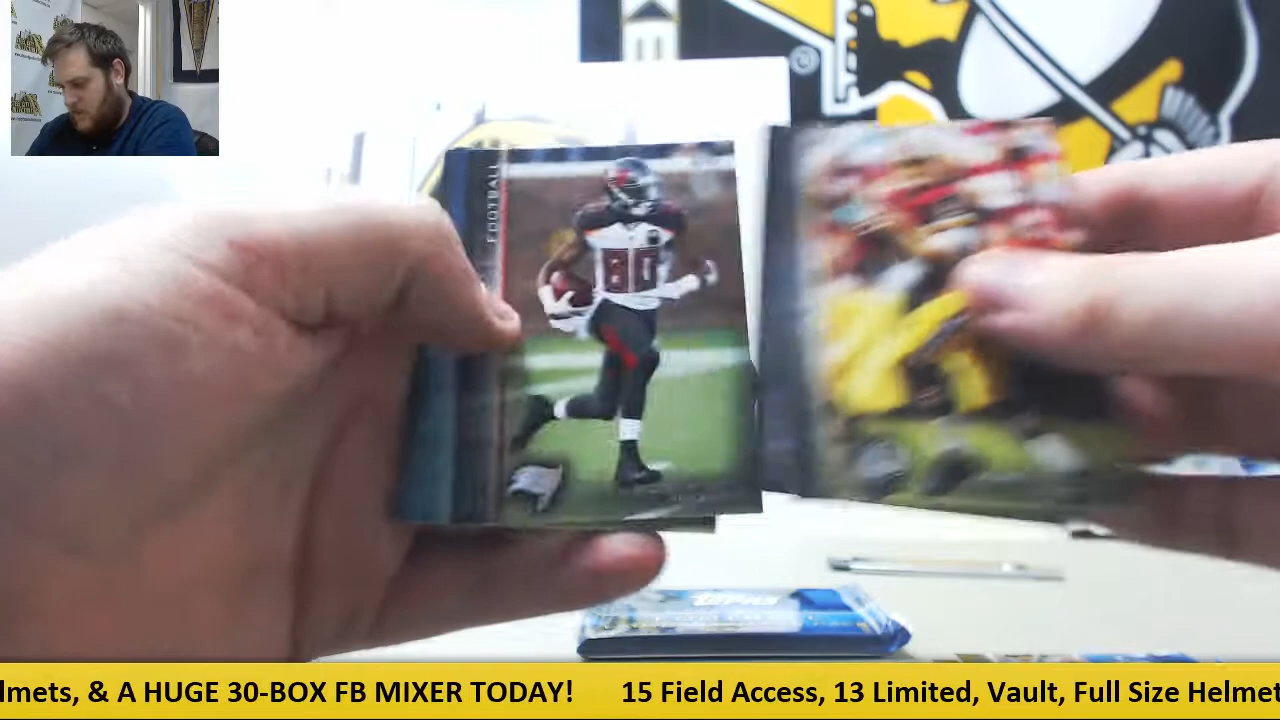 FOOTBALL
80
TOPPS
lmets, & A HUGE 30-BOX FB MIXER TODAY! 15 Field Access, 13 Limited, Vault, Full Size Helmet